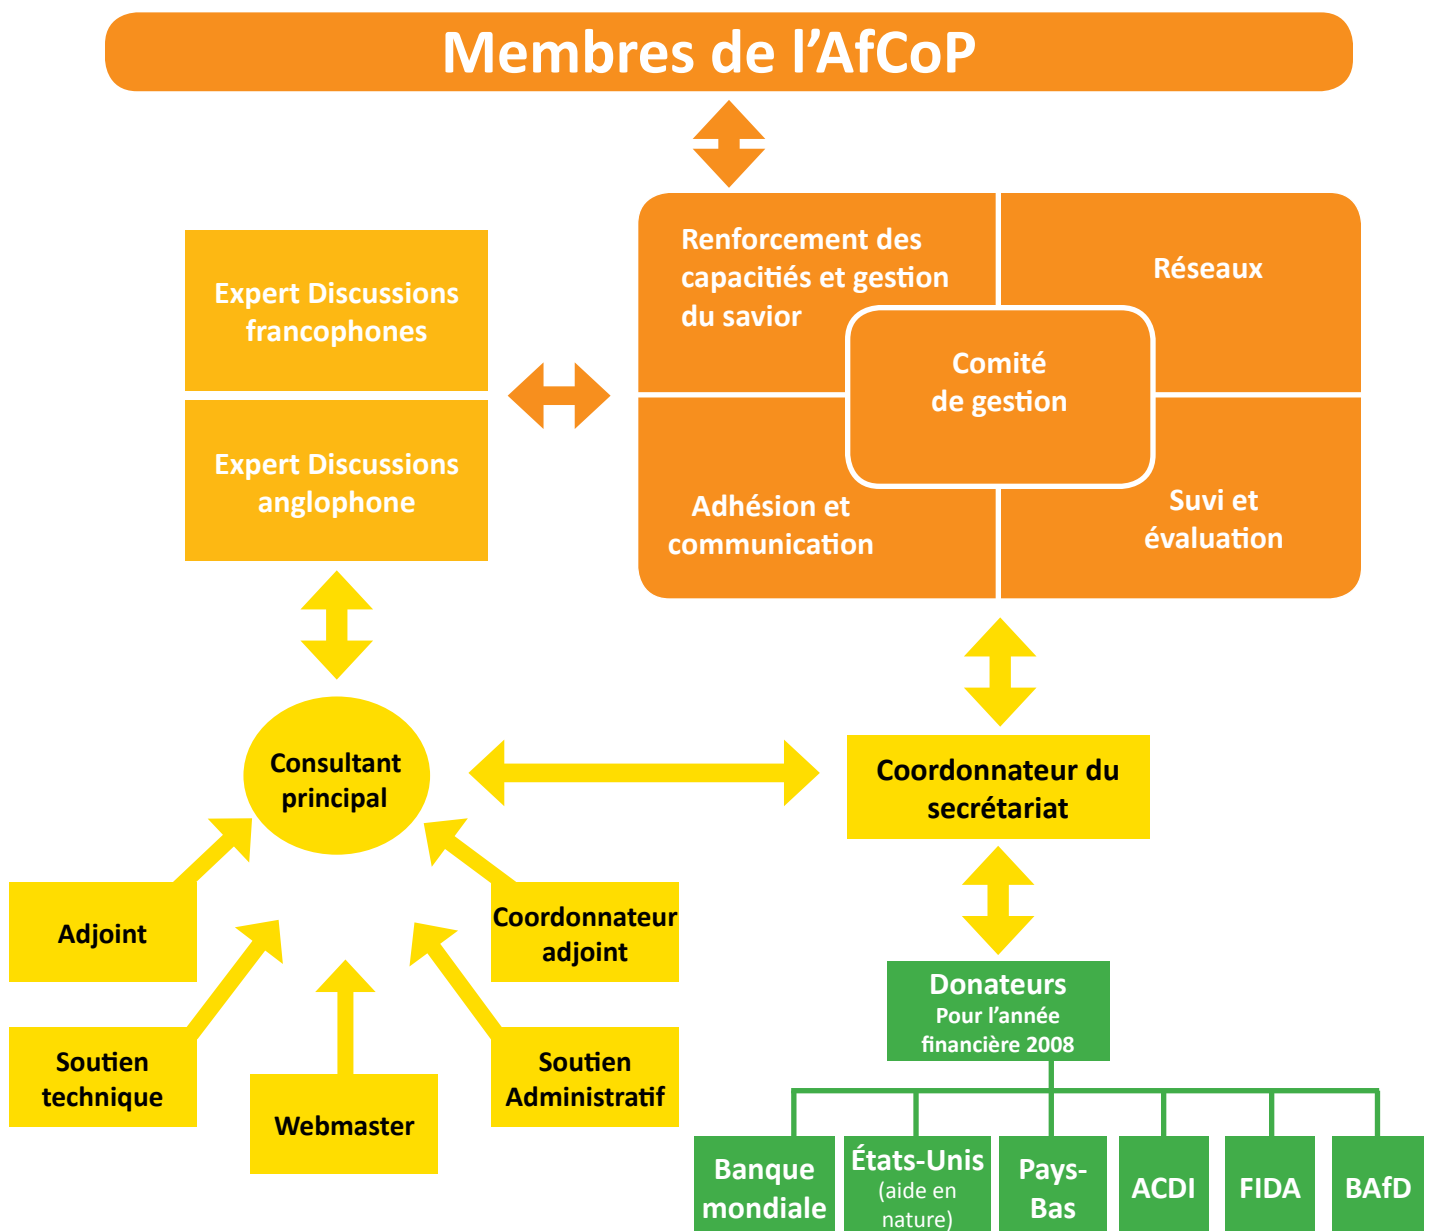 Membres de l’AfCoP
Renforcement des
capacitiés et gestion
du savior
Réseaux
Expert Discussions
francophones
Comité
de gestion
Expert Discussions
anglophone
Adhésion et
communication
Suvi et
évaluation
Consultant
principal
Coordonnateur du
secrétariat
Adjoint
Coordonnateur
adjoint
Soutien
technique
Webmaster
Soutien
Administratif
Donateurs
Pour l’année
financière 2008
Banque
mondiale
États-Unis
(aide en
nature)
Pays-
Bas
ACDI
FIDA
BAfD